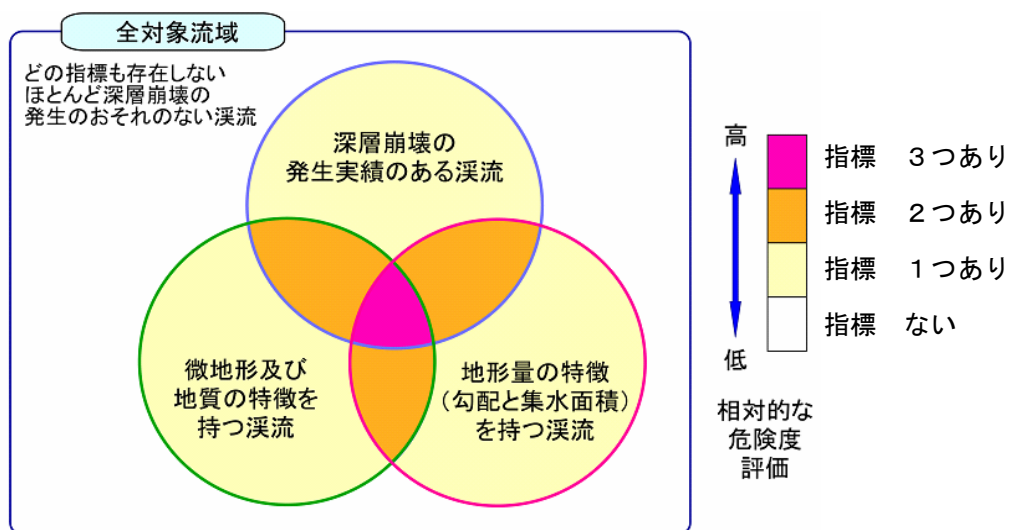 全対象流域
どの指標も存在しない
ほとんど深層崩壊の
発生のおそれのない渓流
深層崩壊の
発生実績のある渓流
微地形及び
地質の特徴を
持つ渓流
地形量の特徴
（勾配と集水面積）
を持つ渓流
高
低
指標　３つあり
指標　２つあり
指標　１つあり
指標　ない
相対的な
危険度
評価